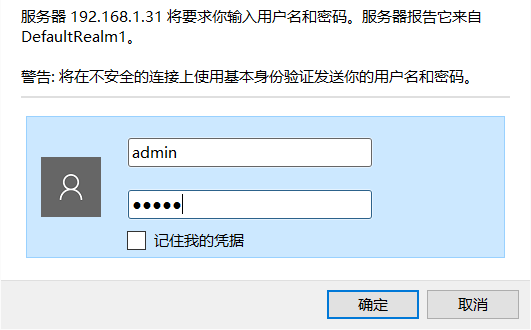 服务器 192.168.1.31 将要求你输入用户名和密码。服务器报告它来自
DefaultRealm1。
警告: 将在不安全的连接上使用基本身份验证发送你的用户名和密码。
admin
●●●●●
记住我的凭据
确定
取消